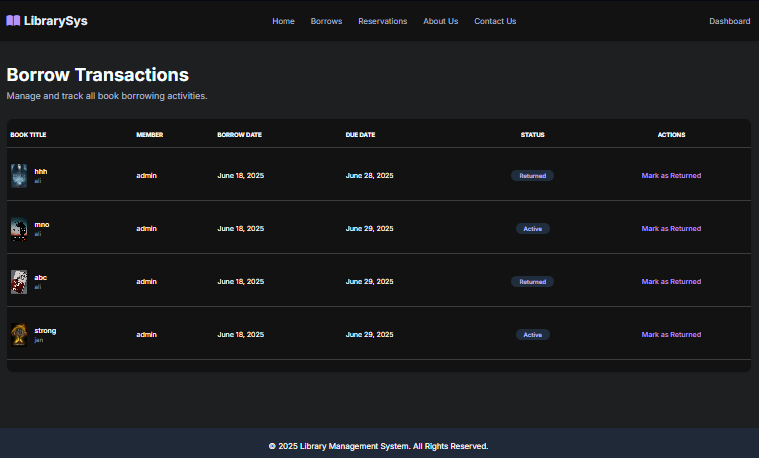 LibrarySys Home Borrows Reservations About Us Contact Us Dashboard
Borrow Transactions
Manage and track all book borrowing activities.
BOOK TITLE MEMBER BORROW DATE DUE DATE STATUS ACTIONS
hhh
ali
admin June 18, 2025 June 28, 2025 Returned Mark as Returned
mno
ali
admin June 18, 2025 June 29, 2025 Active Mark as Returned
abc
ali
admin June 18, 2025 June 29, 2025 Returned Mark as Returned
strong
jan
admin June 18, 2025 June 29, 2025 Active Mark as Returned
© 2025 Library Management System. All Rights Reserved.